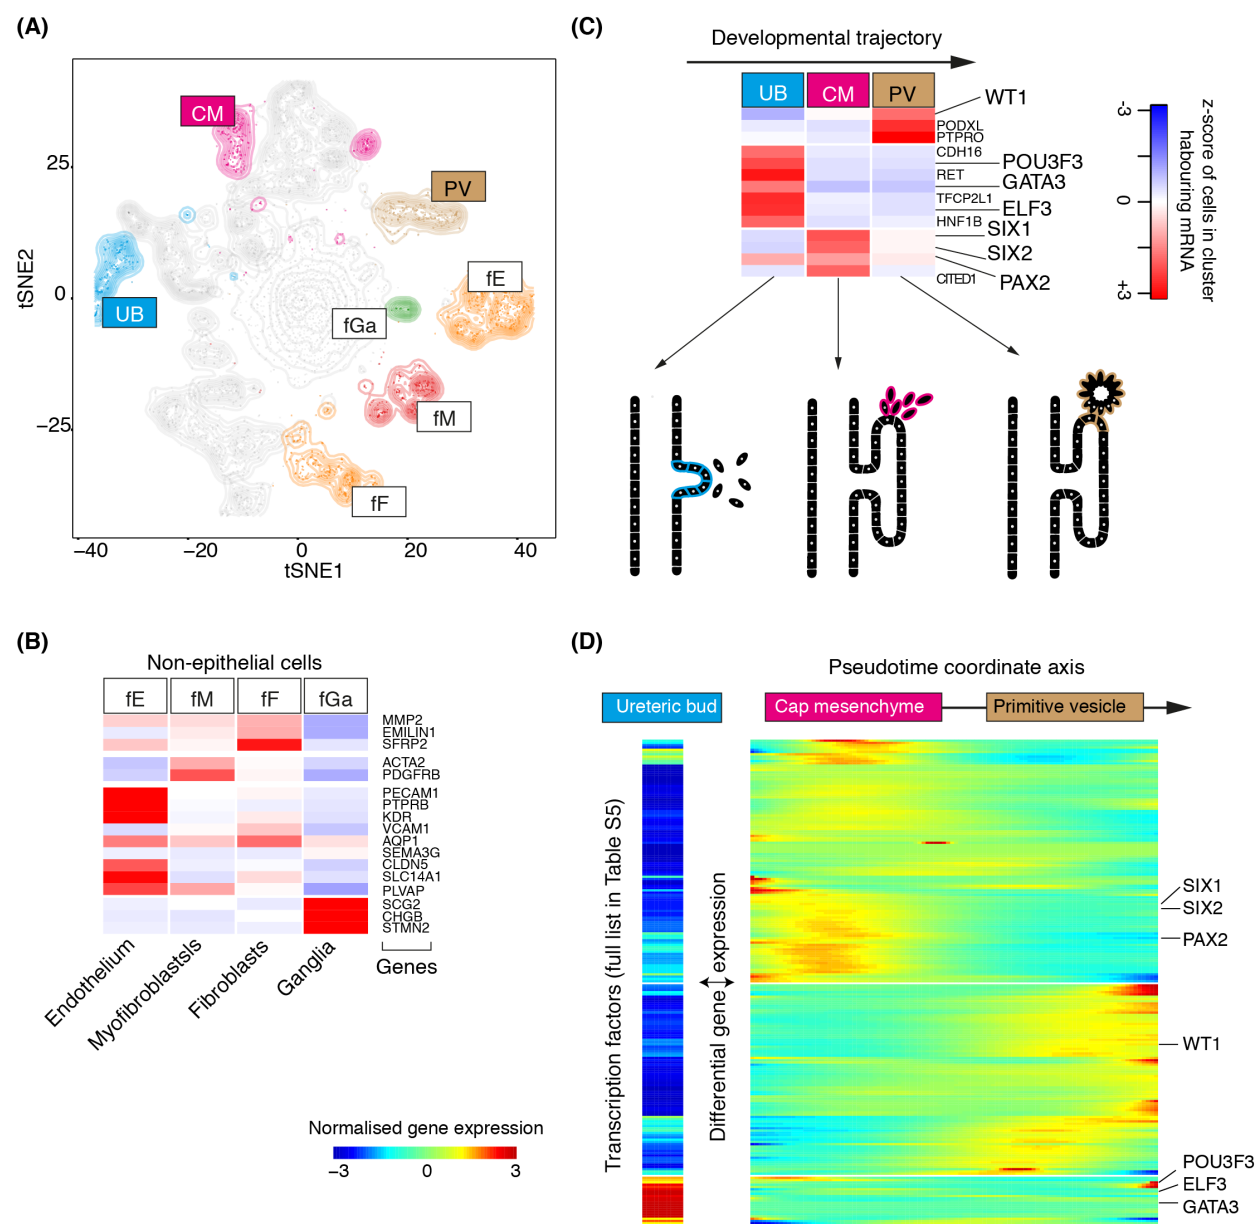 (A)
CM
PV
UB
fE
fGa
fM
fF
25
0
−25
tSNE2
−40
−20
0
20
40
tSNE1
(B)
Non-epithelial cells
fE
fM
fF
fGa
MMP2
EMILIN1
SFRP2
ACTA2
PDGFRB
PECAM1
PTPRB
KDR
VCAM1
AQP1
SEMA3G
CLDN5
SLC14A1
PLVAP
SCG2
CHGB
STMN2
Genes
Endothelium
Myofibroblastsls
Fibroblasts
Ganglia
Normalised gene expression
−3
0
3
(C)
Developmental trajectory
UB
CM
PV
WT1
PODXL
PTPRO
CDH16
POU3F3
RET
GATA3
TFCP2L1
ELF3
HNF1B
SIX1
SIX2
CITED1
PAX2
-3
0
+3
z-score of cells in cluster
habouring mRNA
(D)
Pseudotime coordinate axis
Ureteric bud
Cap mesenchyme
Primitive vesicle
Transcription factors (full list in Table S5)
Differential gene expression
SIX1
SIX2
PAX2
WT1
POU3F3
ELF3
GATA3